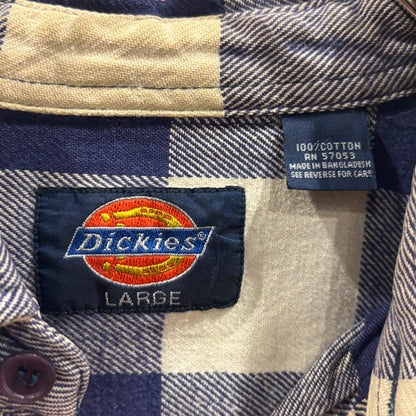 100% COTTON
RN 57053
MADE IN BANGLADESH
SEE REVERSE FOR CARE
Dickies®
LARGE